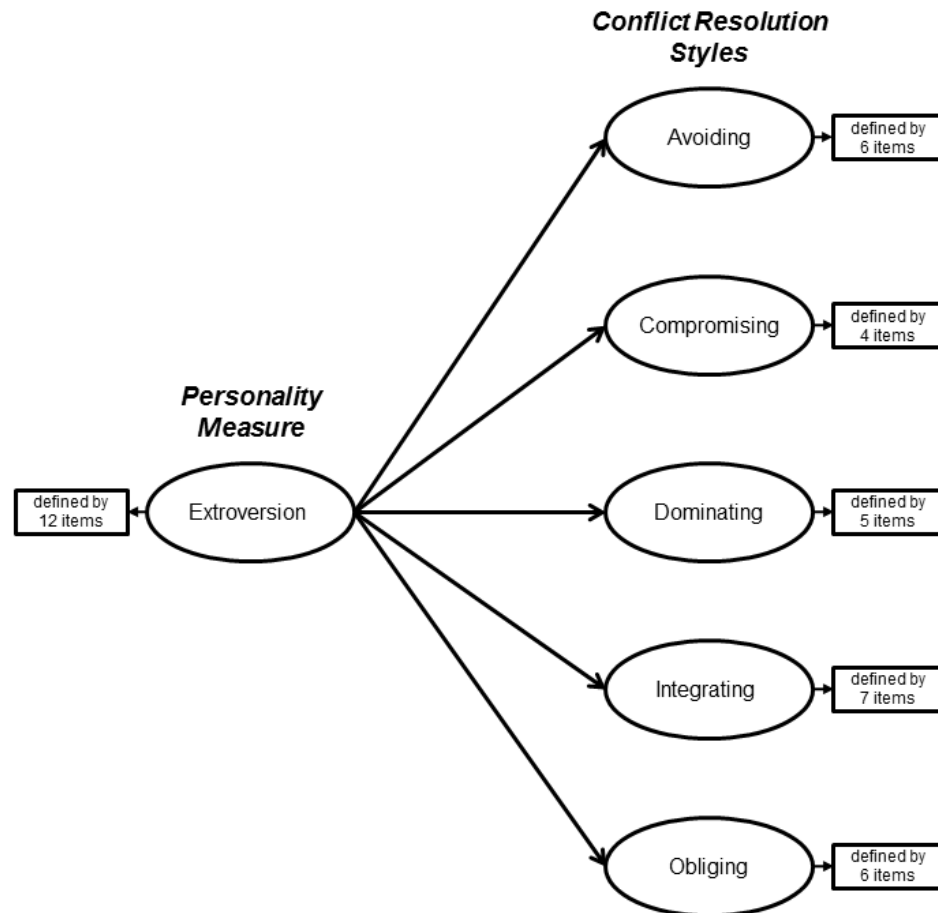 Conflict Resolution
Styles
Avoiding
defined by
6 items
Compromising
defined by
4 items
Personality
Measure
defined by
12 items
Extroversion
Dominating
defined by
5 items
Integrating
defined by
7 items
Obliging
defined by
6 items